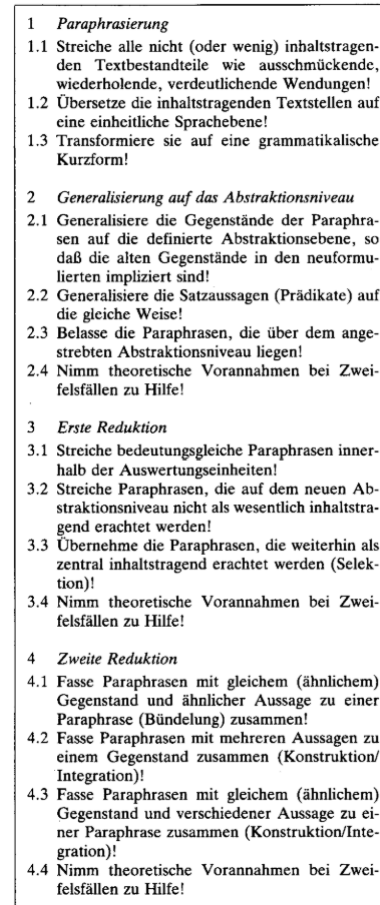 1 Paraphrasierung
1.1 Streiche alle nicht (oder wenig) inhaltstragen-
den Textbestandteile wie ausschmückende,
wiederholende, verdeutlichende Wendungen!
1.2 Übersetze die inhaltstragenden Textstellen auf
eine einheitliche Sprachebene!
1.3 Transformiere sie auf eine grammatikalische
Kurzform!
2 Generalisierung auf das Abstraktionsniveau
2.1 Generalisiere die Gegenstände der Paraphra-
sen auf die definierte Abstraktionsebene, so
daß die alten Gegenstände in den neuformu-
lierten impliziert sind!
2.2 Generalisiere die Satzaussagen (Prädikate) auf
die gleiche Weise!
2.3 Belasse die Paraphrasen, die über dem ange-
strebten Abstraktionsniveau liegen!
2.4 Nimm theoretische Vorannahmen bei Zwei-
felsfällen zu Hilfe!
3 Erste Reduktion
3.1 Streiche bedeutungsgleiche Paraphrasen inner-
halb der Auswertungseinheiten!
3.2 Streiche Paraphrasen, die auf dem neuen Ab-
straktionsniveau nicht als wesentlich inhaltstra-
gend erachtet werden!
3.3 Übernehme die Paraphrasen, die weiterhin als
zentral inhaltstragend erachtet werden (Selek-
tion)!
3.4 Nimm theoretische Vorannahmen bei Zwei-
felsfällen zu Hilfe!
4 Zweite Reduktion
4.1 Fasse Paraphrasen mit gleichem (ähnlichem)
Gegenstand und ähnlicher Aussage zu einer
Paraphrase (Bündelung) zusammen!
4.2 Fasse Paraphrasen mit mehreren Aussagen zu
einem Gegenstand zusammen (Konstruktion/
Integration)!
4.3 Fasse Paraphrasen mit gleichem (ähnlichem)
Gegenstand und verschiedener Aussage zu ei-
ner Paraphrase zusammen (Konstruktion/Inte-
gration)!
4.4 Nimm theoretische Vorannahmen bei Zwei-
felsfällen zu Hilfe!